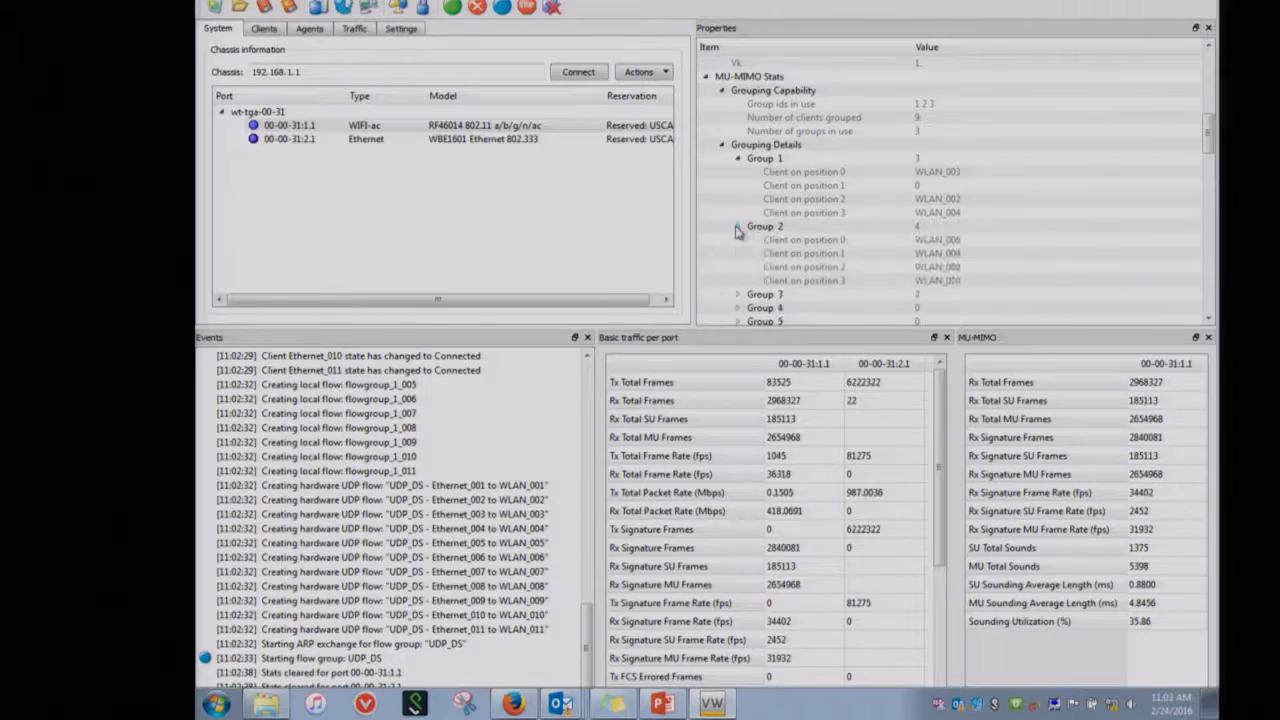 System Clients Agents Traffic Settings
Chassis information
Chassis: 192.168.1.1 Connect Actions
Port Type Model Reservation
wt-tga-00-31
00-00-31:1.1 WIFI-ac RF46014 802.11 a/b/g/n/ac Reserved: USCA
00-00-31:2.1 Ethernet WBE1601 Ethernet 802.333 Reserved: USCA
Properties
Item Value
Vk 1
MU-MIMO Stats
Grouping Capability
Group ids in use 1 2 3
Number of clients grouped 9
Number of groups in use 3
Grouping Details
Group 1 3
Client on position 0 WLAN_003
Client on position 1 0
Client on position 2 WLAN_002
Client on position 3 WLAN_004
Group 2 4
Client on position 0
Client on position 1
Client on position 2
Client on position 3
Group 3 2
Group 4 0
Group 5 0
Events
[11:02:29] Client Ethernet_010 state has changed to Connected
[11:02:29] Client Ethernet_011 state has changed to Connected
[11:02:32] Creating local flow: flowgroup_1_005
[11:02:32] Creating local flow: flowgroup_1_006
[11:02:32] Creating local flow: flowgroup_1_007
[11:02:32] Creating local flow: flowgroup_1_008
[11:02:32] Creating local flow: flowgroup_1_009
[11:02:32] Creating local flow: flowgroup_1_010
[11:02:32] Creating local flow: flowgroup_1_011
[11:02:32] Creating hardware UDP flow: "UDP_DS - Ethernet_001 to WLAN_001"
[11:02:32] Creating hardware UDP flow: "UDP_DS - Ethernet_002 to WLAN_002"
[11:02:32] Creating hardware UDP flow: "UDP_DS - Ethernet_003 to WLAN_003"
[11:02:32] Creating hardware UDP flow: "UDP_DS - Ethernet_004 to WLAN_004"
[11:02:32] Creating hardware UDP flow: "UDP_DS - Ethernet_005 to WLAN_005"
[11:02:32] Creating hardware UDP flow: "UDP_DS - Ethernet_006 to WLAN_006"
[11:02:32] Creating hardware UDP flow: "UDP_DS - Ethernet_007 to WLAN_007"
[11:02:32] Creating hardware UDP flow: "UDP_DS - Ethernet_008 to WLAN_008"
[11:02:32] Creating hardware UDP flow: "UDP_DS - Ethernet_009 to WLAN_009"
[11:02:32] Creating hardware UDP flow: "UDP_DS - Ethernet_010 to WLAN_010"
[11:02:32] Creating hardware UDP flow: "UDP_DS - Ethernet_011 to WLAN_011"
[11:02:32] Starting ARP exchange for flow group: "UDP_DS"
[11:02:33] Starting flow group: UDP_DS
[11:02:38] Stats cleared for port 00-00-31:1.1
Basic traffic per port
00-00-31:1.1 00-00-31:2.1
Tx Total Frames 83525 6222322
Rx Total Frames 2968327 22
Rx Total SU Frames 185113
Rx Total MU Frames 2654968
Tx Total Frame Rate (fps) 1045 81275
Rx Total Frame Rate (fps) 36318 0
Tx Total Packet Rate (Mbps) 0.1505 987.0036
Rx Total Packet Rate (Mbps) 418.0691 0
Tx Signature Frames 0 6222322
Rx Signature Frames 2840081 0
Rx Signature SU Frames 185113
Rx Signature MU Frames 2654968
Tx Signature Frame Rate (fps) 0 81275
Rx Signature Frame Rate (fps) 34402 0
Rx Signature SU Frame Rate (fps) 2452
Rx Signature MU Frame Rate (fps) 31932
Tx FCS Errored Frames 0 0
MU-MIMO
00-00-31:1.1
Rx Total Frames 2968327
Rx Total SU Frames 185113
Rx Total MU Frames 2654968
Rx Signature Frames 2840081
Rx Signature SU Frames 185113
Rx Signature MU Frames 2654968
Rx Signature Frame Rate (fps) 34402
Rx Signature SU Frame Rate (fps) 2452
Rx Signature MU Frame Rate (fps) 31932
SU Total Sounds 1375
MU Total Sounds 5398
SU Sounding Average Length (ms) 0.8800
MU Sounding Average Length (ms) 4.8456
Sounding Utilization (%) 35.86
VW
11:03 AM
2/24/2016